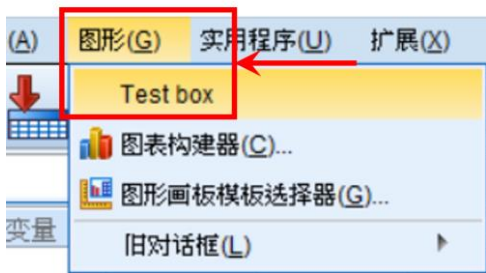 (A) 图形(G) 实用程序(U) 扩展(X)
Test box
图表构建器(C)...
图形画板模板选择器(G)...
变量
旧对话框(L)